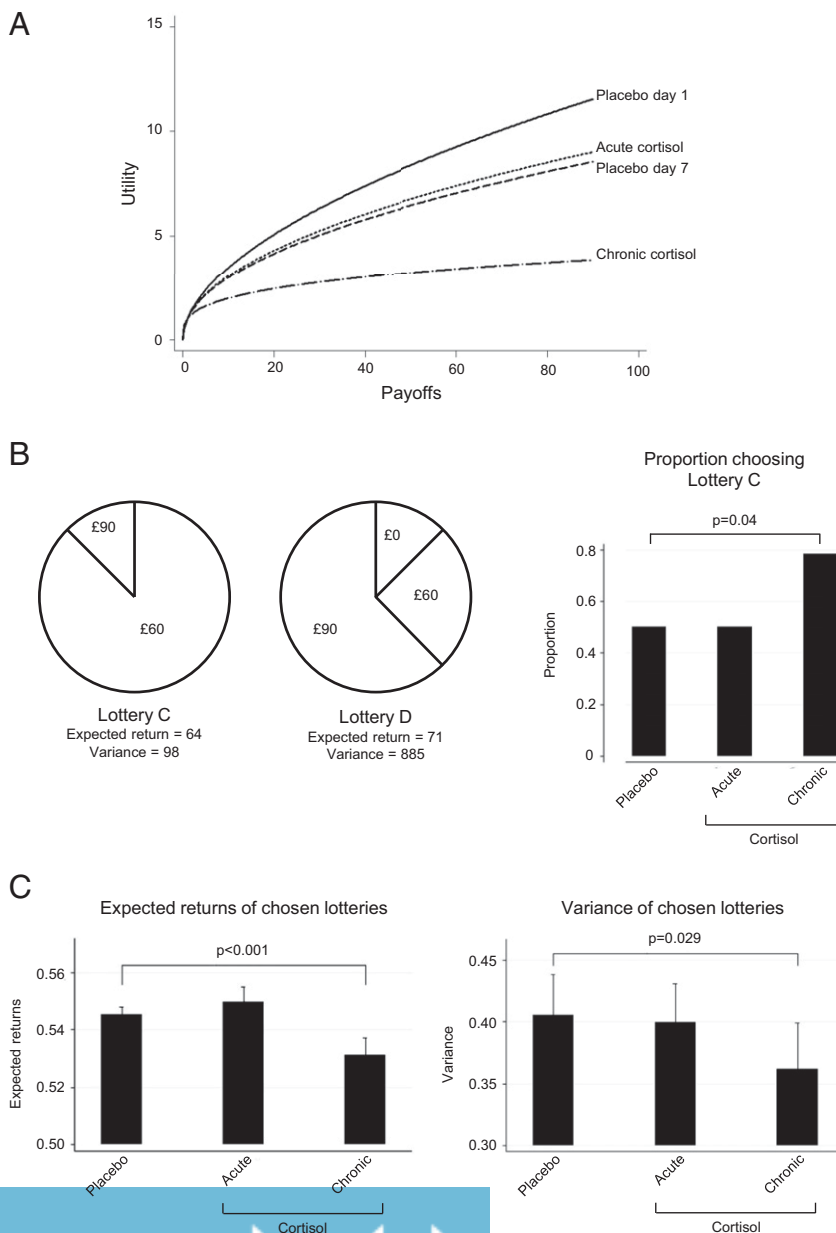 A
15
10
5
0
Utility
Placebo day 1
Acute cortisol
Placebo day 7
Chronic cortisol
0
20
40
60
80
100
Payoffs
B
£90
£60
Lottery C
Expected return = 64
Variance = 98
£0
£60
£90
Lottery D
Expected return = 71
Variance = 885
Proportion choosing
Lottery C
p=0.04
0.8
0.6
0.4
0.2
0
Proportion
Placebo
Acute
Chronic
Cortisol
C
Expected returns of chosen lotteries
p<0.001
0.56
0.54
0.52
0.50
Expected returns
Placebo
Acute
Chronic
Cortisol
Variance of chosen lotteries
p=0.029
0.45
0.40
0.35
0.30
Variance
Placebo
Acute
Chronic
Cortisol